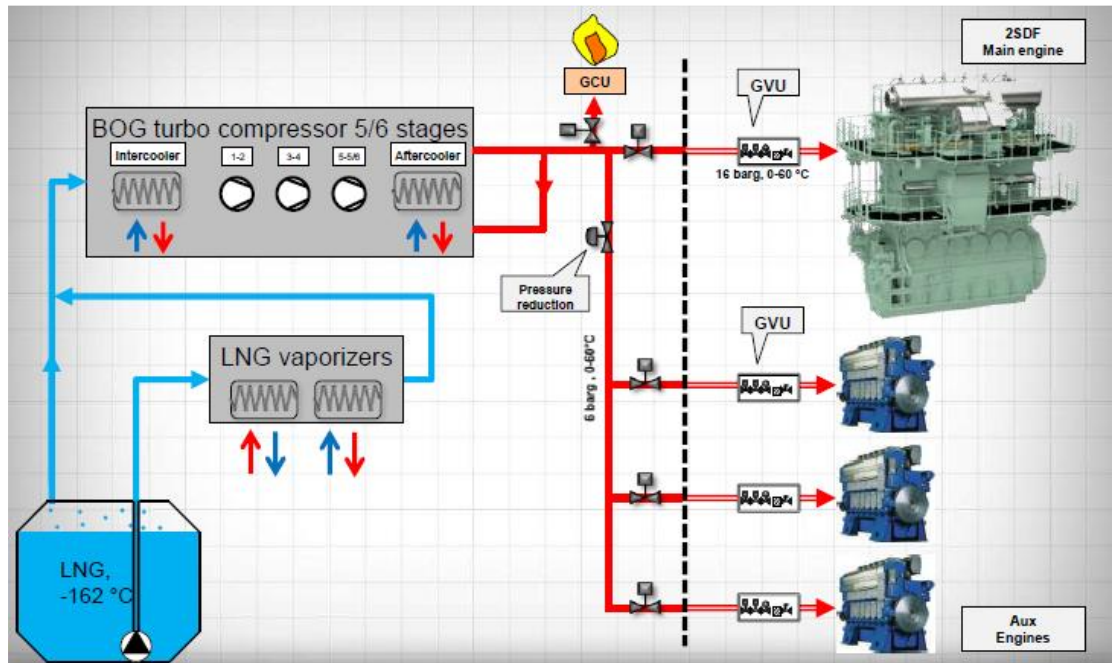 2SDF
Main engine
GCU
GVU
BOG turbo compressor 5/6 stages
Intercooler
1-2
3-4
5-5/6
Aftercooler
16 barg, 0-60 °C
Pressure
reduction
GVU
LNG vaporizers
6 barg , 0-60°C
LNG,
-162 °C
Aux
Engines